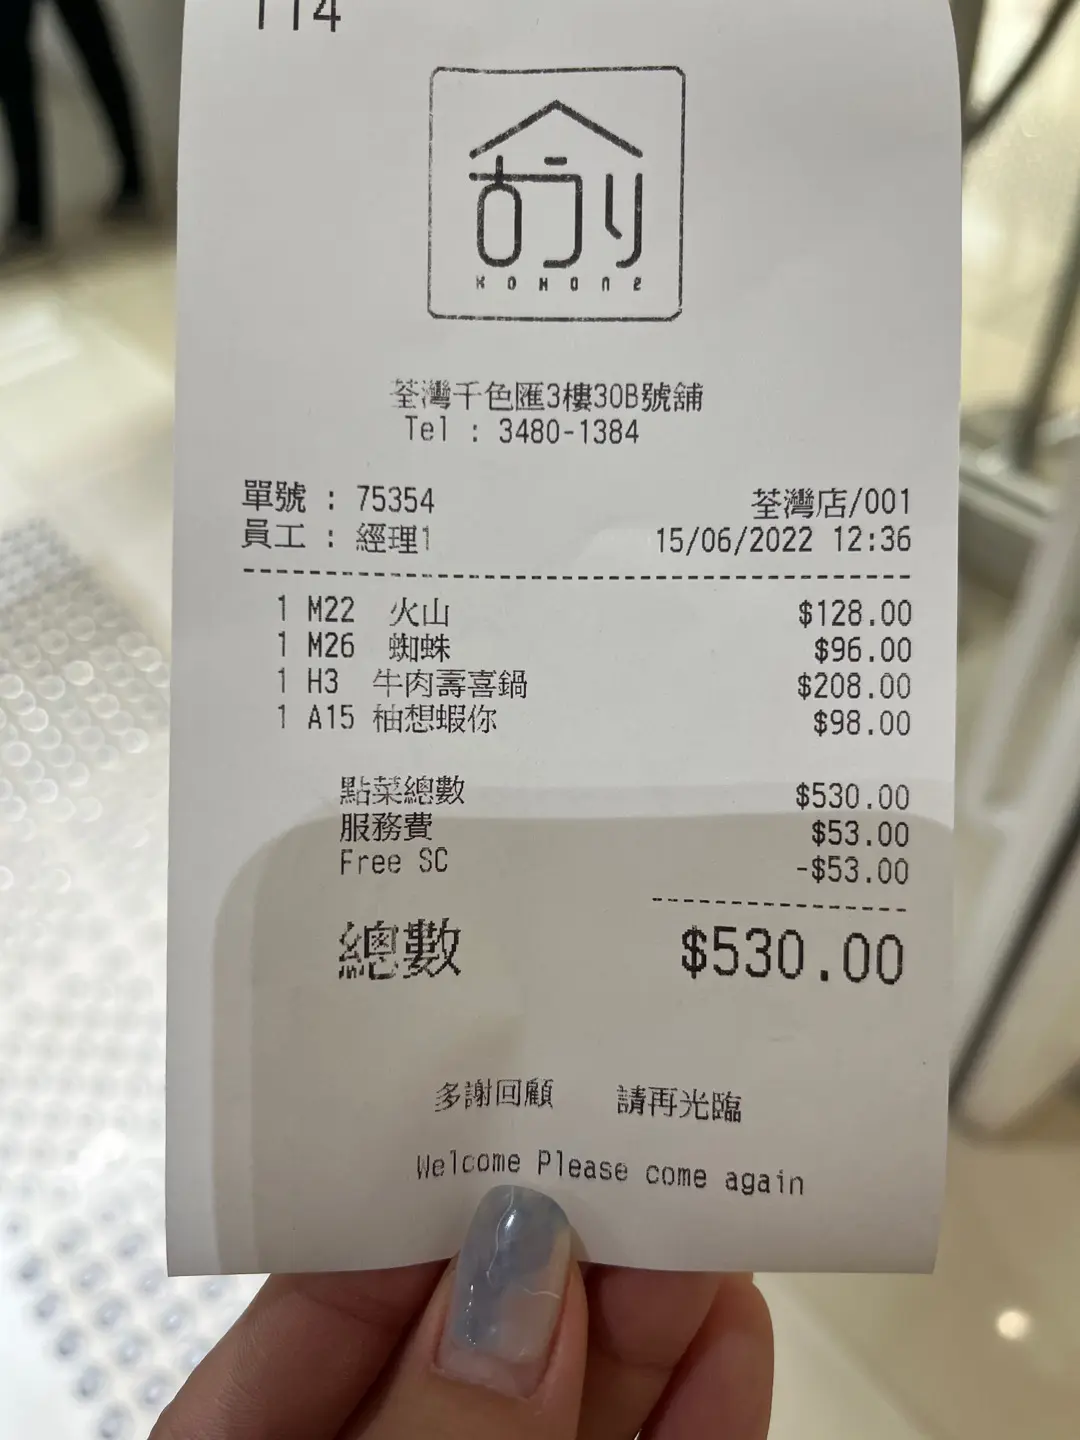 114
古うり
KOHONE
荃灣千色匯3樓30B號舖
Tel : 3480-1384
單號 : 75354 荃灣店/001
員工 : 經理1 15/06/2022 12:36
1 M22 火山 $128.00
1 M26 蜘蛛 $96.00
1 H3 牛肉壽喜鍋 $208.00
1 A15 柚想蝦你 $98.00
點菜總數 $530.00
服務費 $53.00
Free SC -$53.00
總數 $530.00
多謝回顧 請再光臨
Welcome Please come again